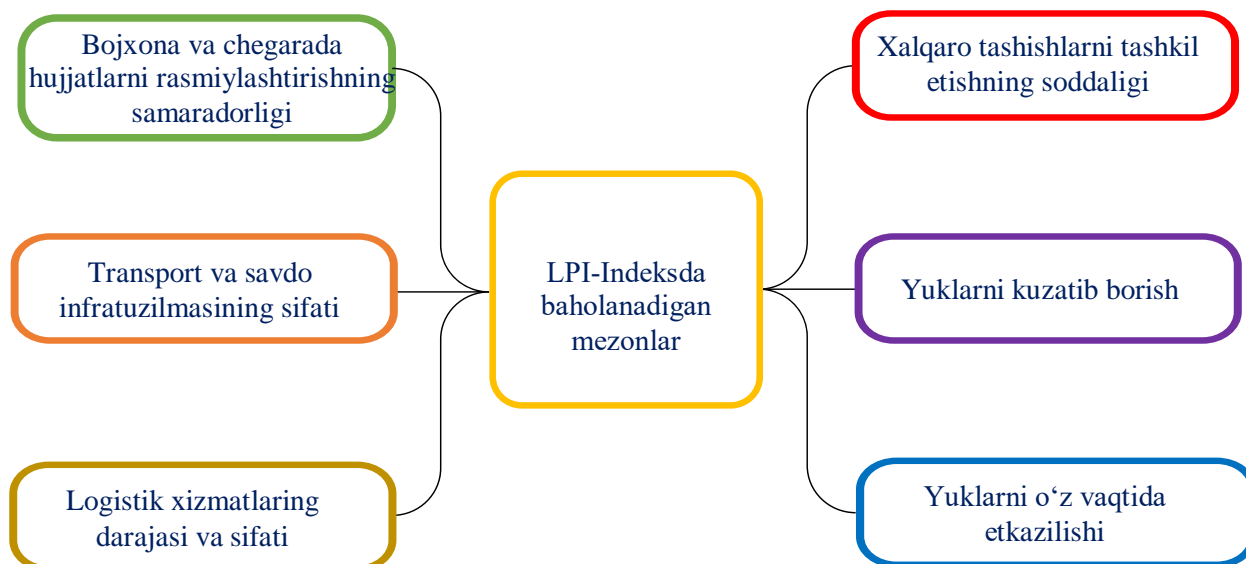 Bojxona va chegarada
hujjatlarni rasmiylashtirishning
samaradorligi
Transport va savdo
infratuzilmasining sifati
Logistik xizmatlaring
darajasi va sifati
LPI-Indeksda
baholanadigan
mezonlar
Xalqaro tashishlarni tashkil
etishning soddaligi
Yuklarni kuzatib borish
Yuklarni o‘z vaqtida
etkazilishi